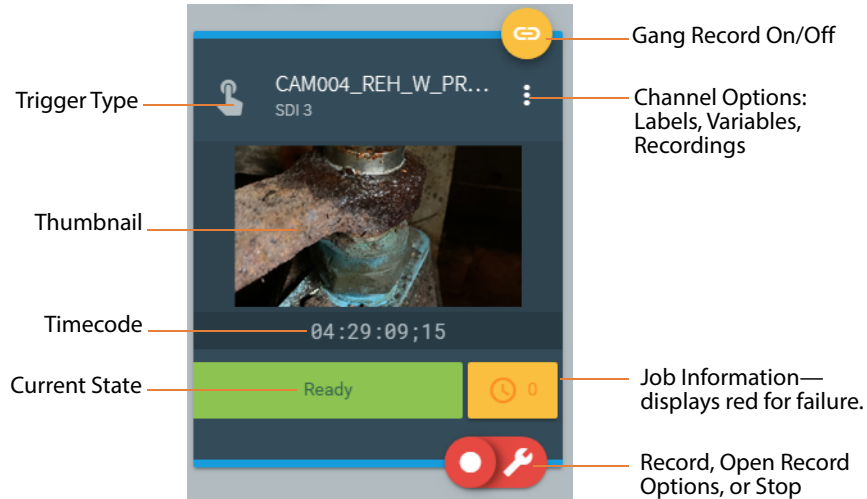 Gang Record On/Off
Trigger Type
CAM004_REH_W_PR...
SDI 3
Channel Options:
Labels, Variables,
Recordings
Thumbnail
Timecode
04:29:09;15
Current State
Ready
0
Job Information—
displays red for failure.
Record, Open Record
Options, or Stop